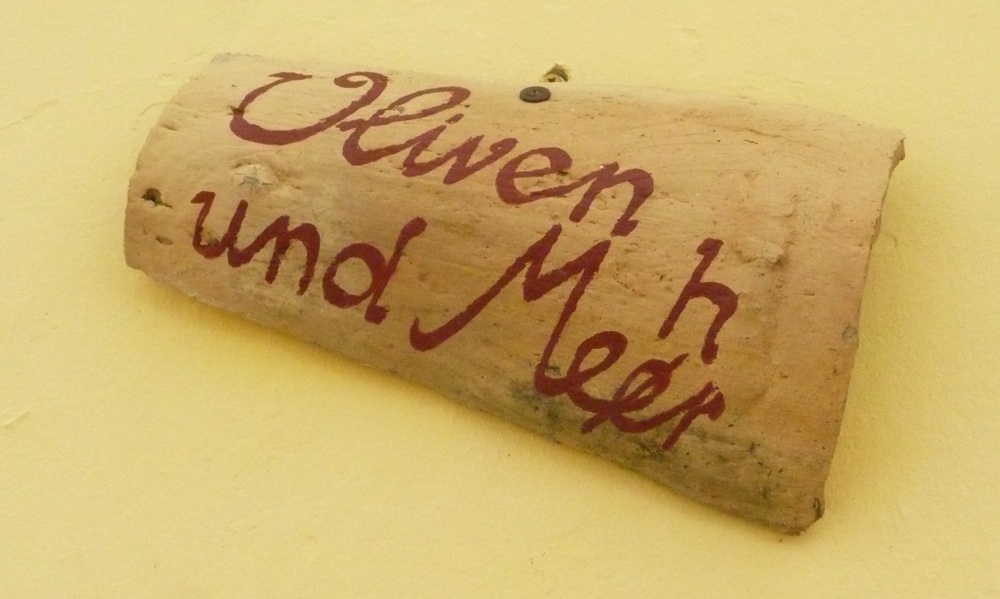 Oliven
und Meer
h